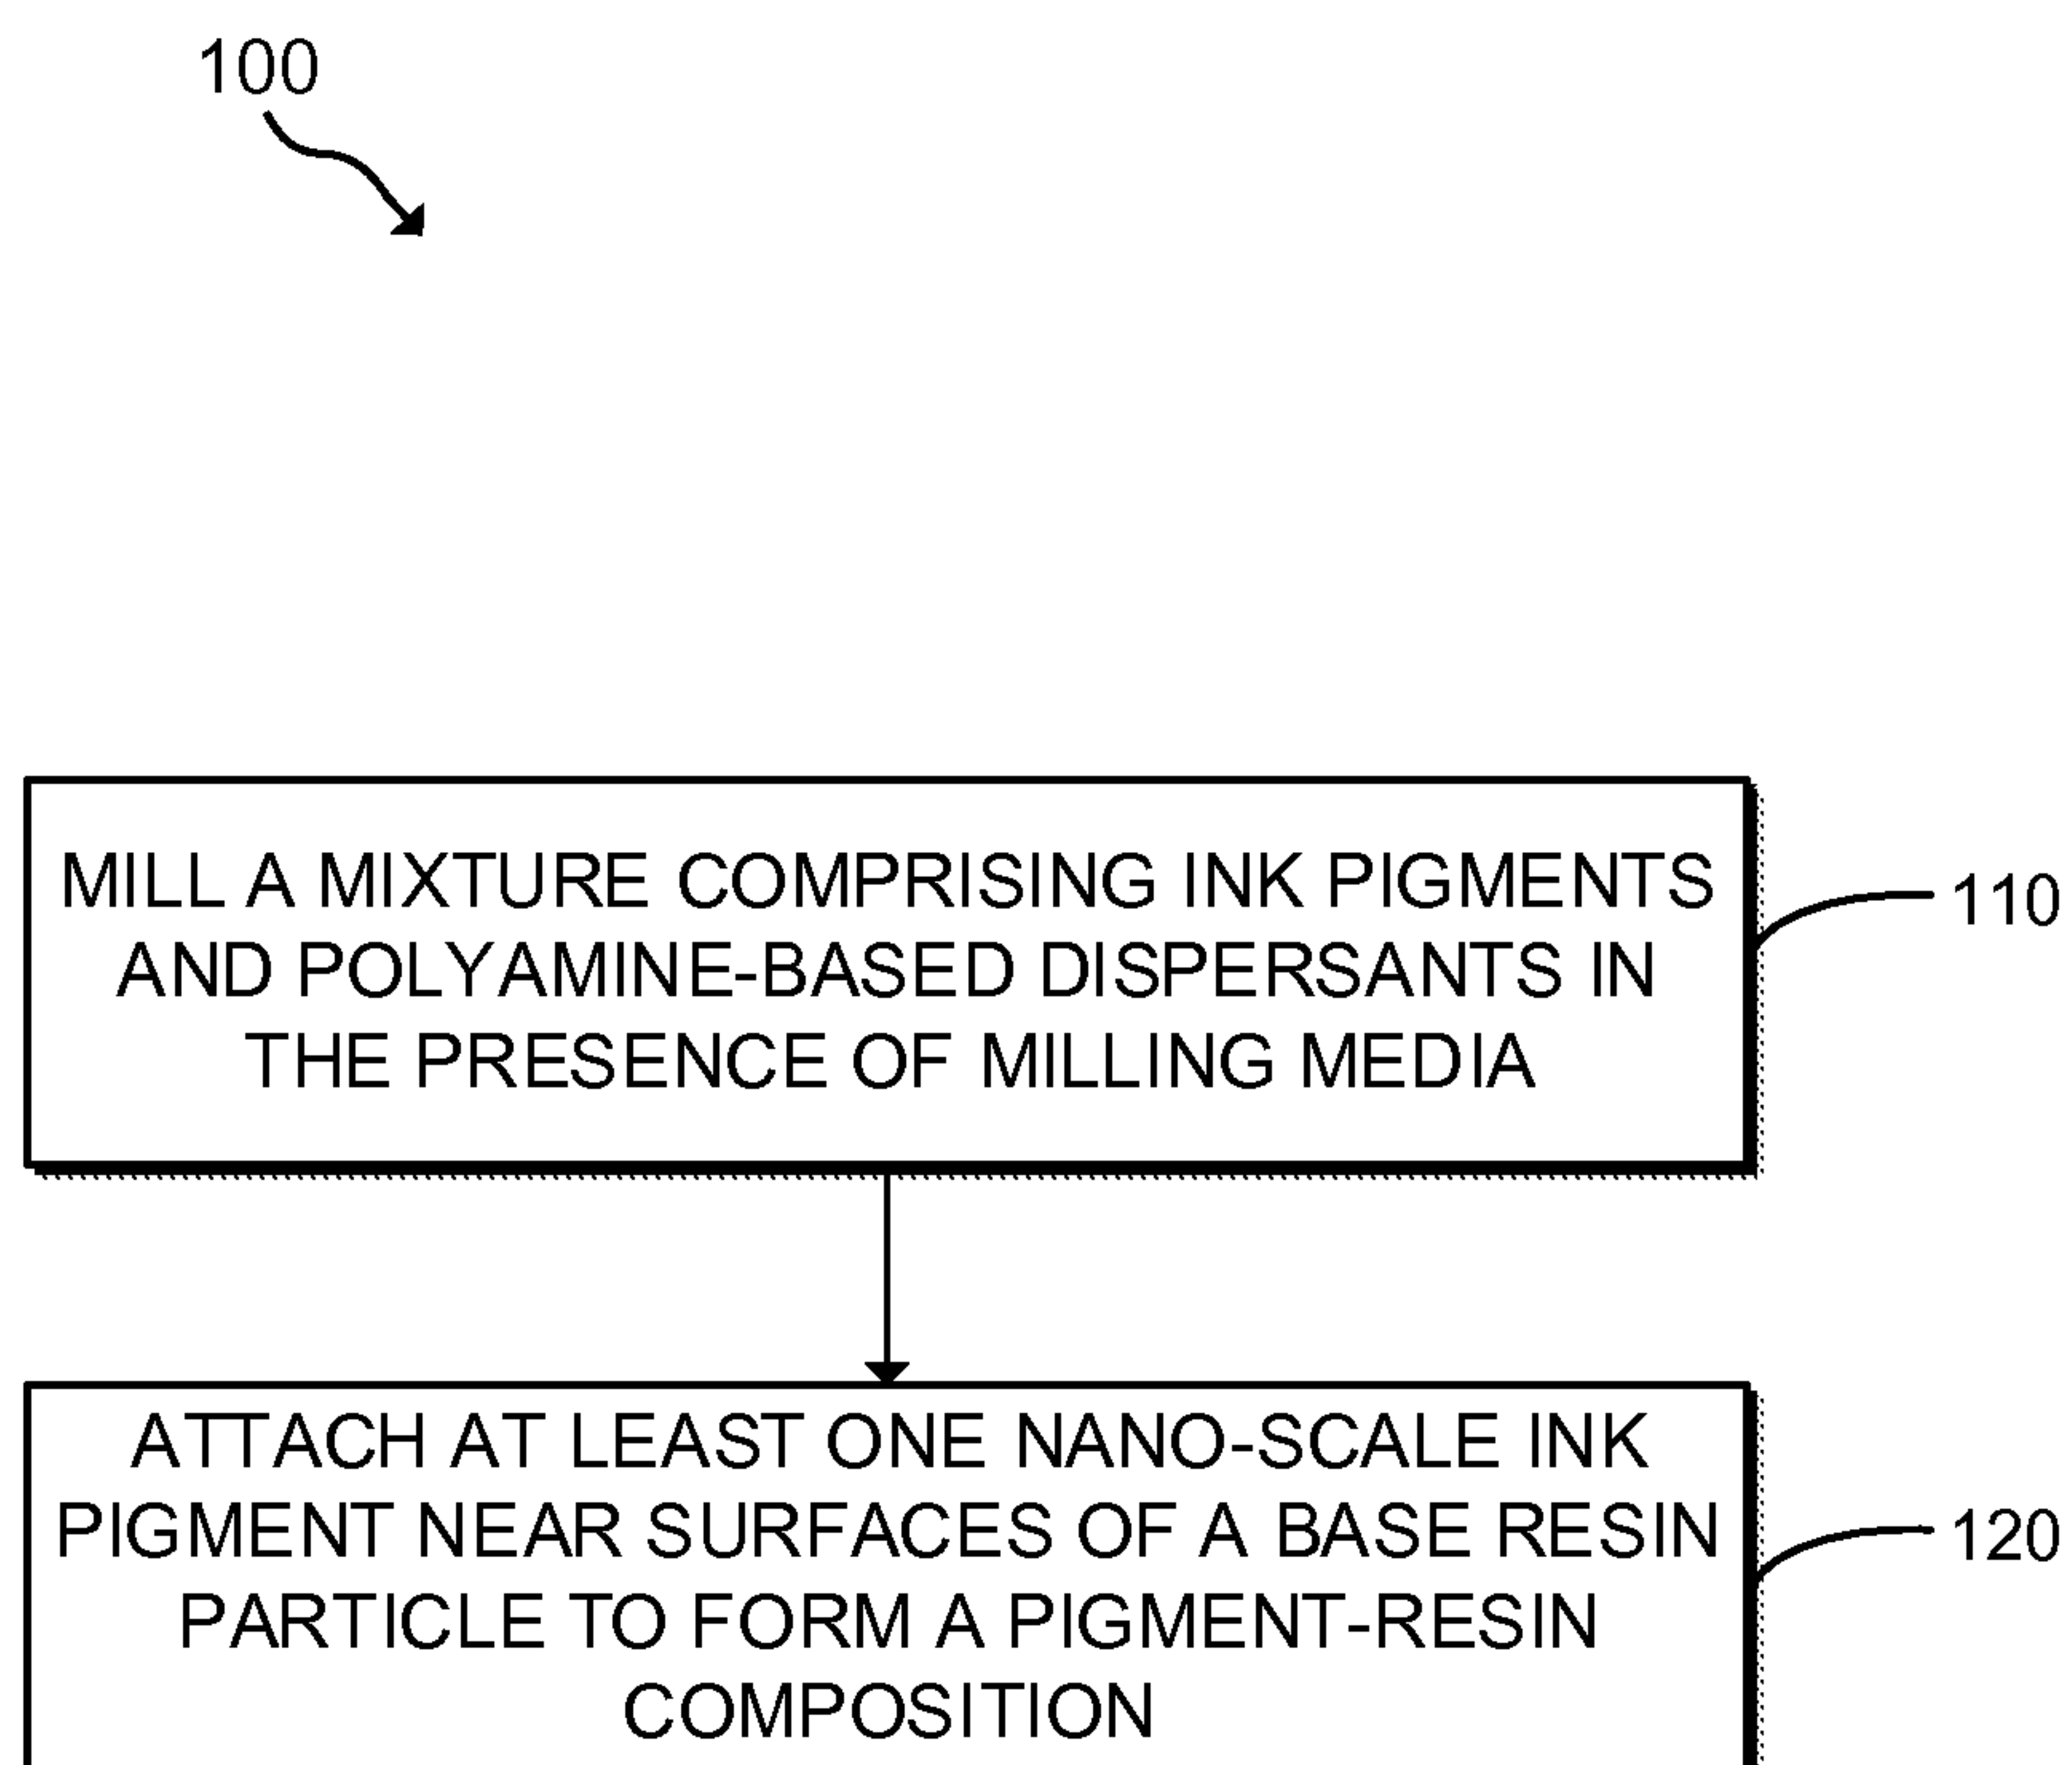 100
MILL A MIXTURE COMPRISING INK PIGMENTS
AND POLYAMINE-BASED DISPERSANTS IN
THE PRESENCE OF MILLING MEDIA
110
ATTACH AT LEAST ONE NANO-SCALE INK
PIGMENT NEAR SURFACES OF A BASE RESIN
PARTICLE TO FORM A PIGMENT-RESIN
COMPOSITION
120